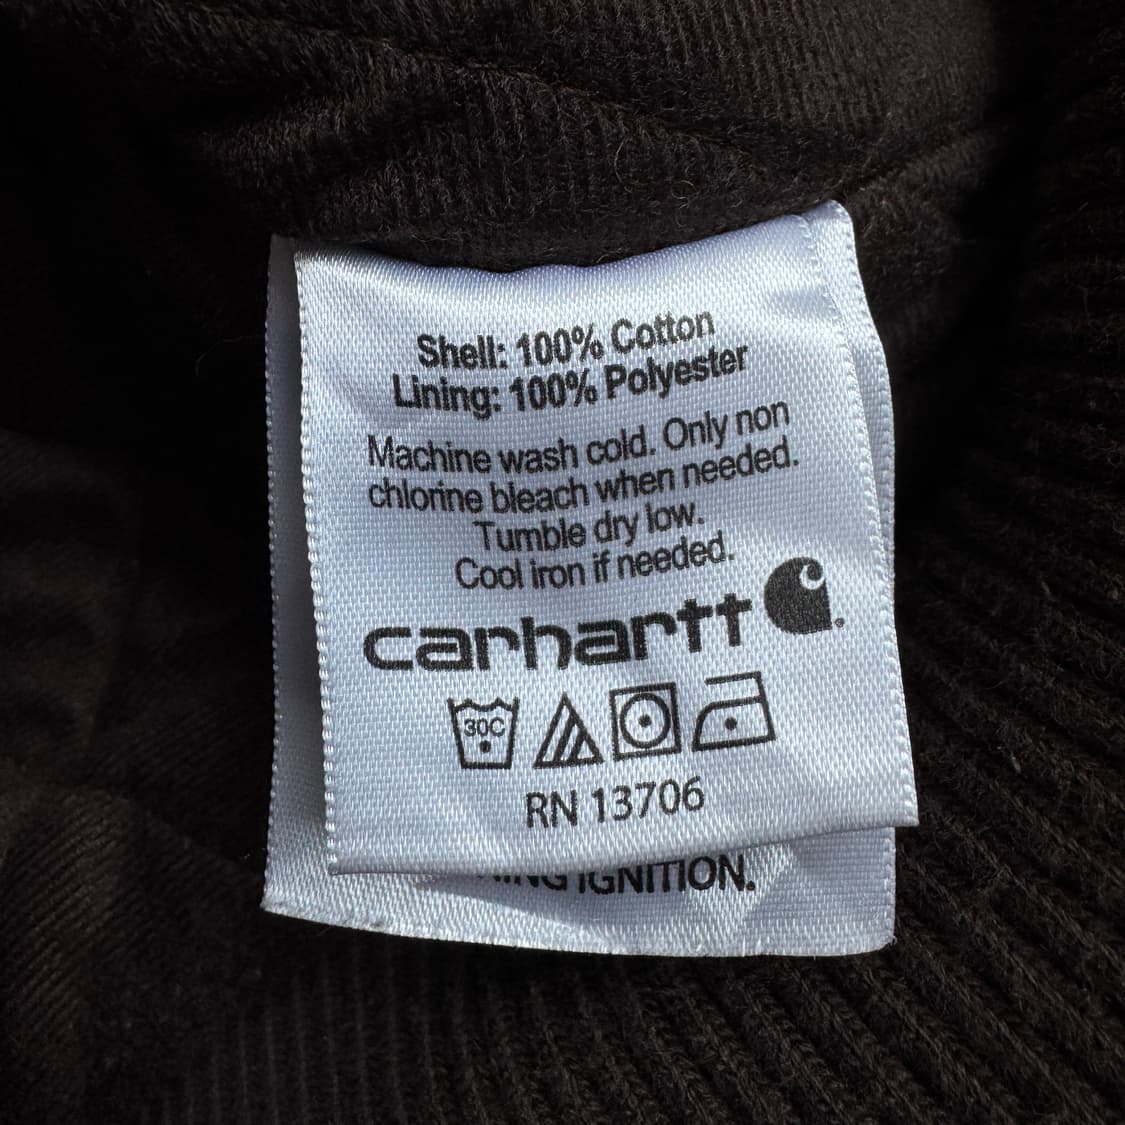 Shell: 100% Cotton
Lining: 100% Polyester
Machine wash cold. Only non
chlorine bleach when needed.
Tumble dry low.
Cool iron if needed.
carhartt
30C
RN 13706
IGNITION.